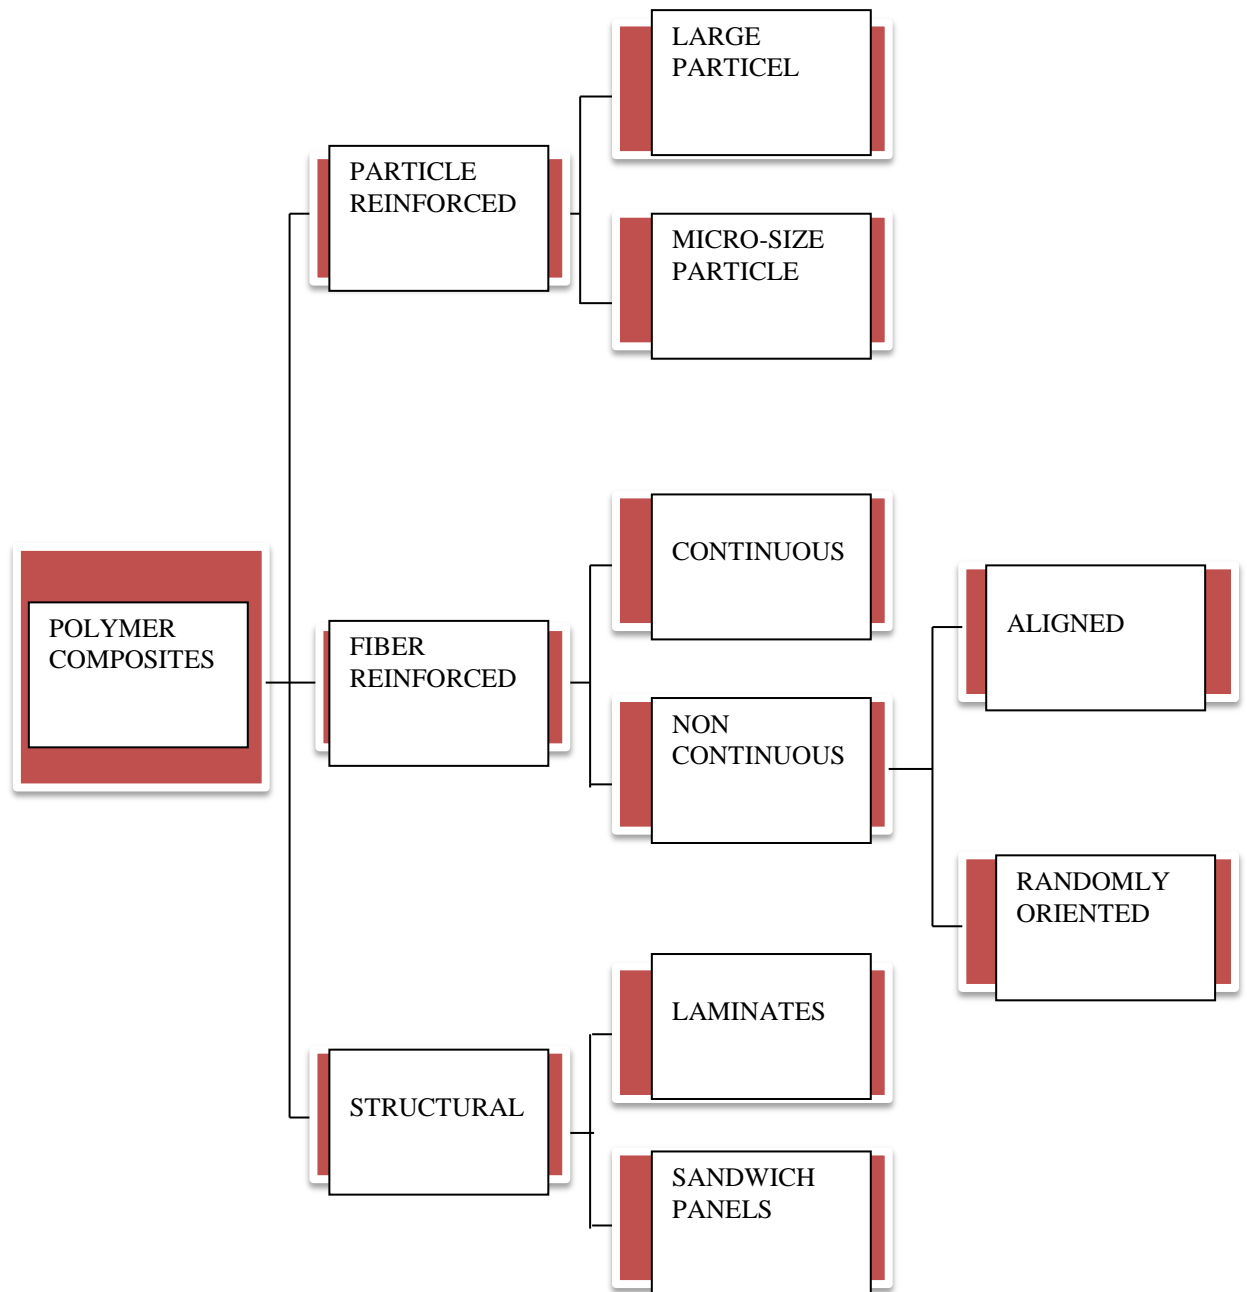 LARGE
PARTICEL
PARTICLE
REINFORCED
MICRO-SIZE
PARTICLE
CONTINUOUS
POLYMER
COMPOSITES
FIBER
REINFORCED
NON
CONTINUOUS
ALIGNED
RANDOMLY
ORIENTED
LAMINATES
STRUCTURAL
SANDWICH
PANELS